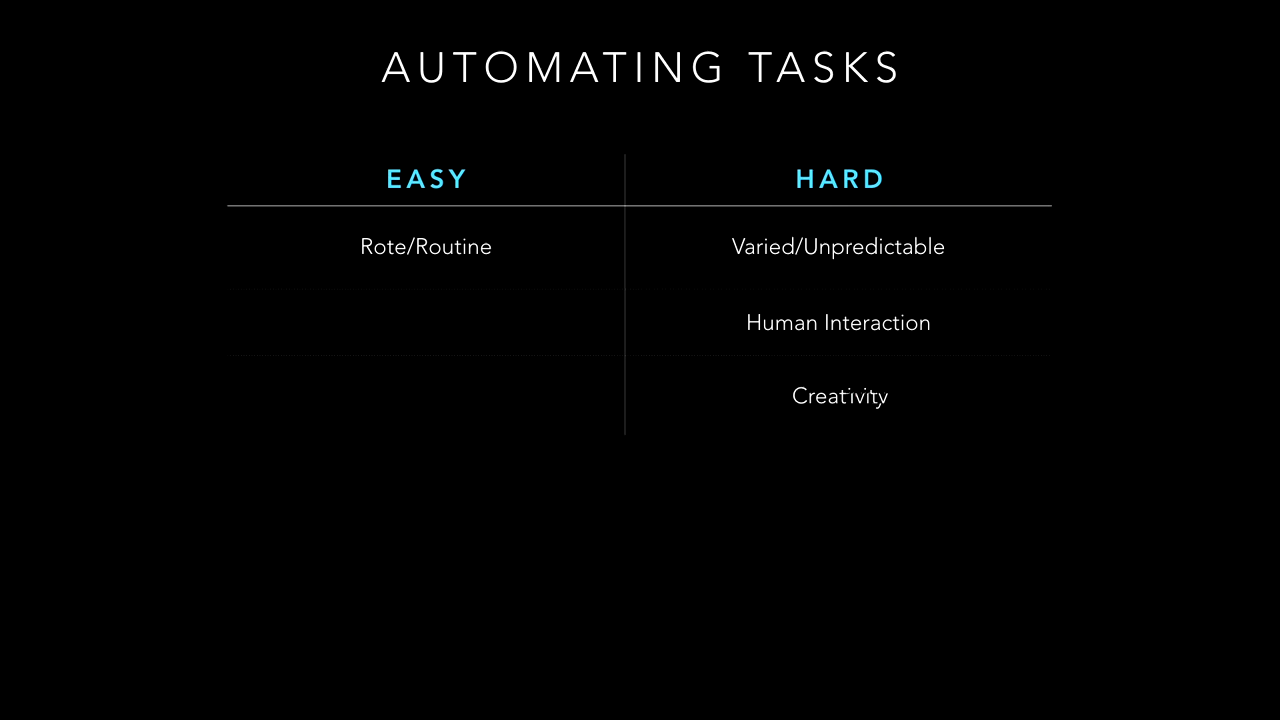 AUTOMATING TASKS
EASY
HARD
Rote/Routine
Varied/Unpredictable
Human Interaction
Creativity